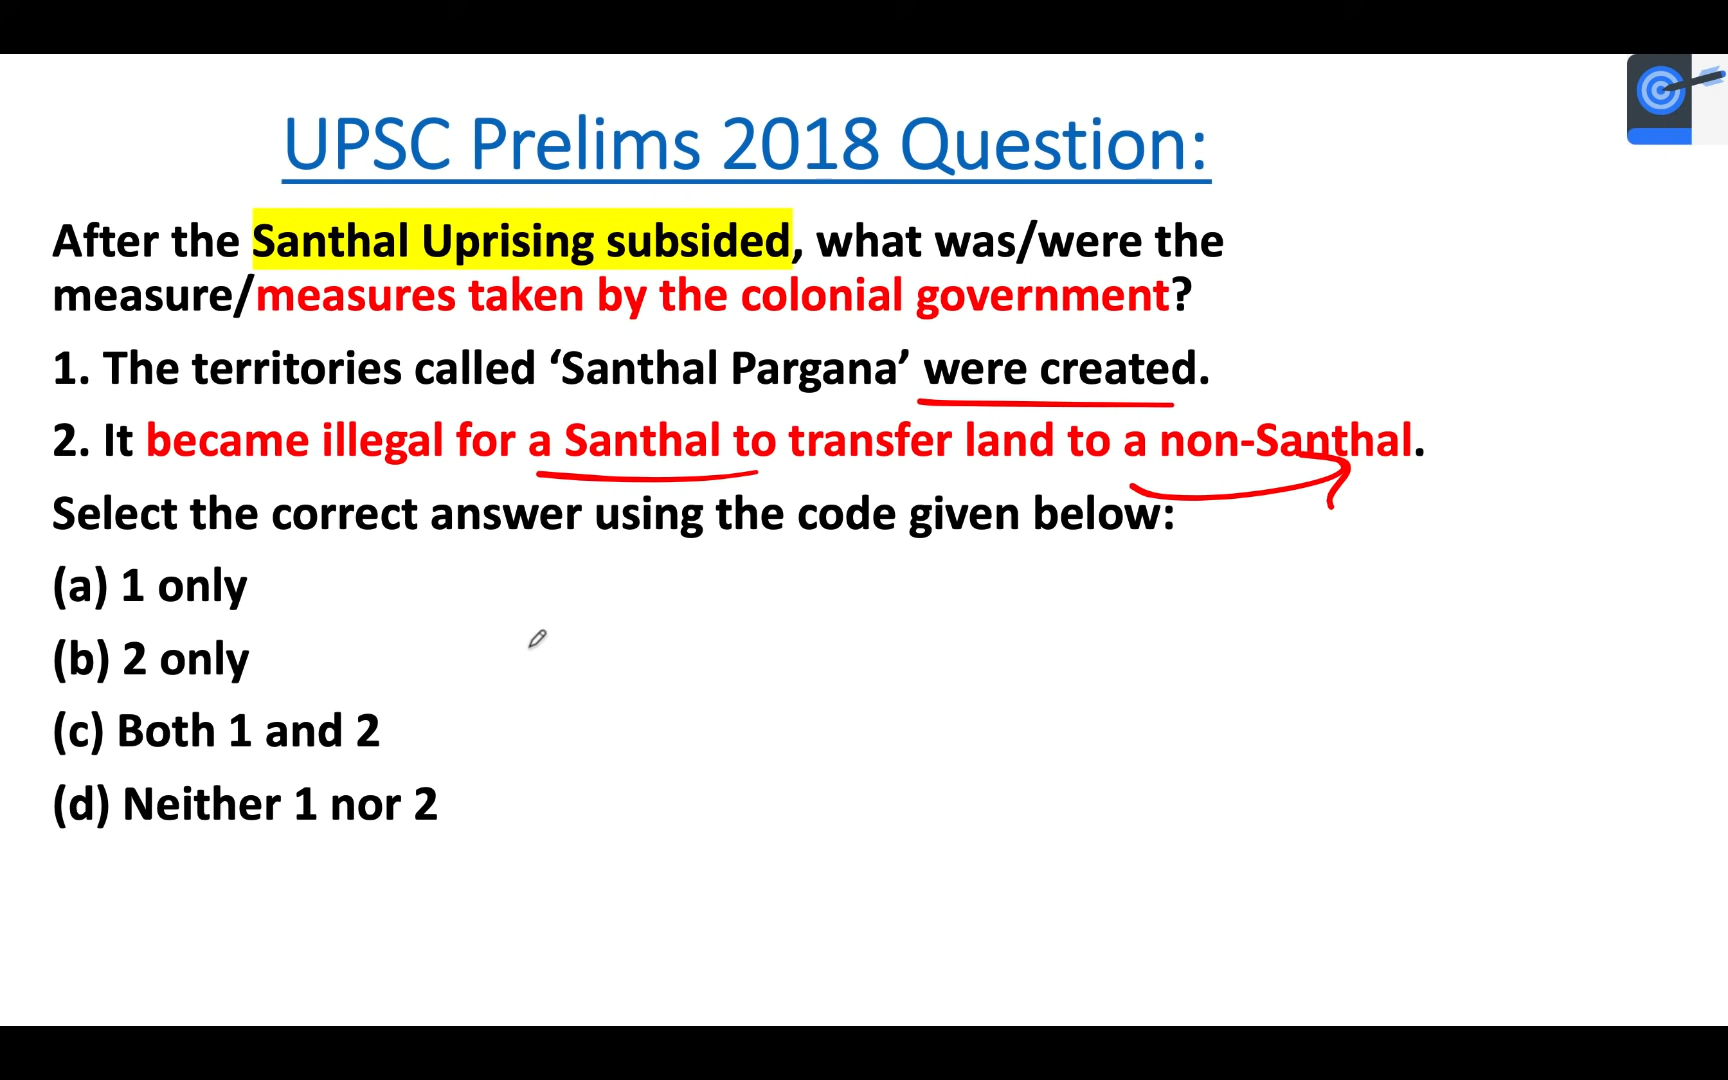 UPSC Prelims 2018 Question:
After the Santhal Uprising subsided, what was/were the
measure/measures taken by the colonial government?
1. The territories called ‘Santhal Pargana’ were created.
2. It became illegal for a Santhal to transfer land to a non-Santhal.
Select the correct answer using the code given below:
(a) 1 only
(b) 2 only
(c) Both 1 and 2
(d) Neither 1 nor 2